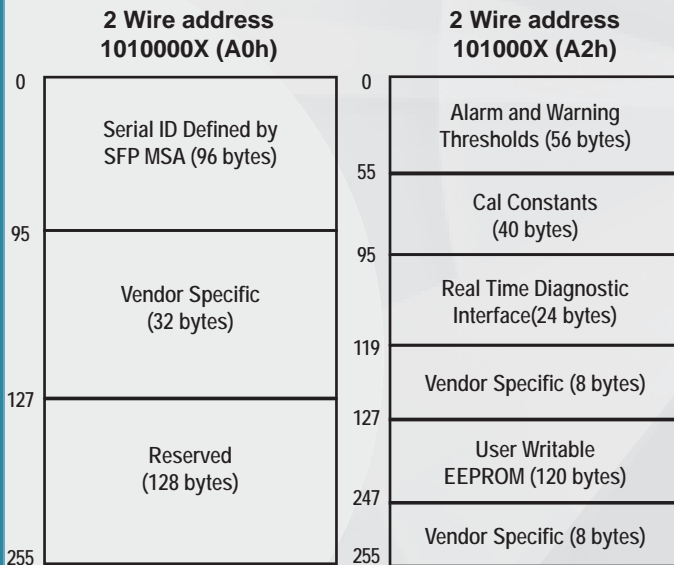 2 Wire address
1010000X (A0h)
0
Serial ID Defined by
SFP MSA (96 bytes)
95
Vendor Specific
(32 bytes)
127
Reserved
(128 bytes)
255
2 Wire address
101000X (A2h)
0
Alarm and Warning
Thresholds (56 bytes)
55
Cal Constants
(40 bytes)
95
Real Time Diagnostic
Interface(24 bytes)
119
Vendor Specific (8 bytes)
127
User Writable
EEPROM (120 bytes)
247
Vendor Specific (8 bytes)
255